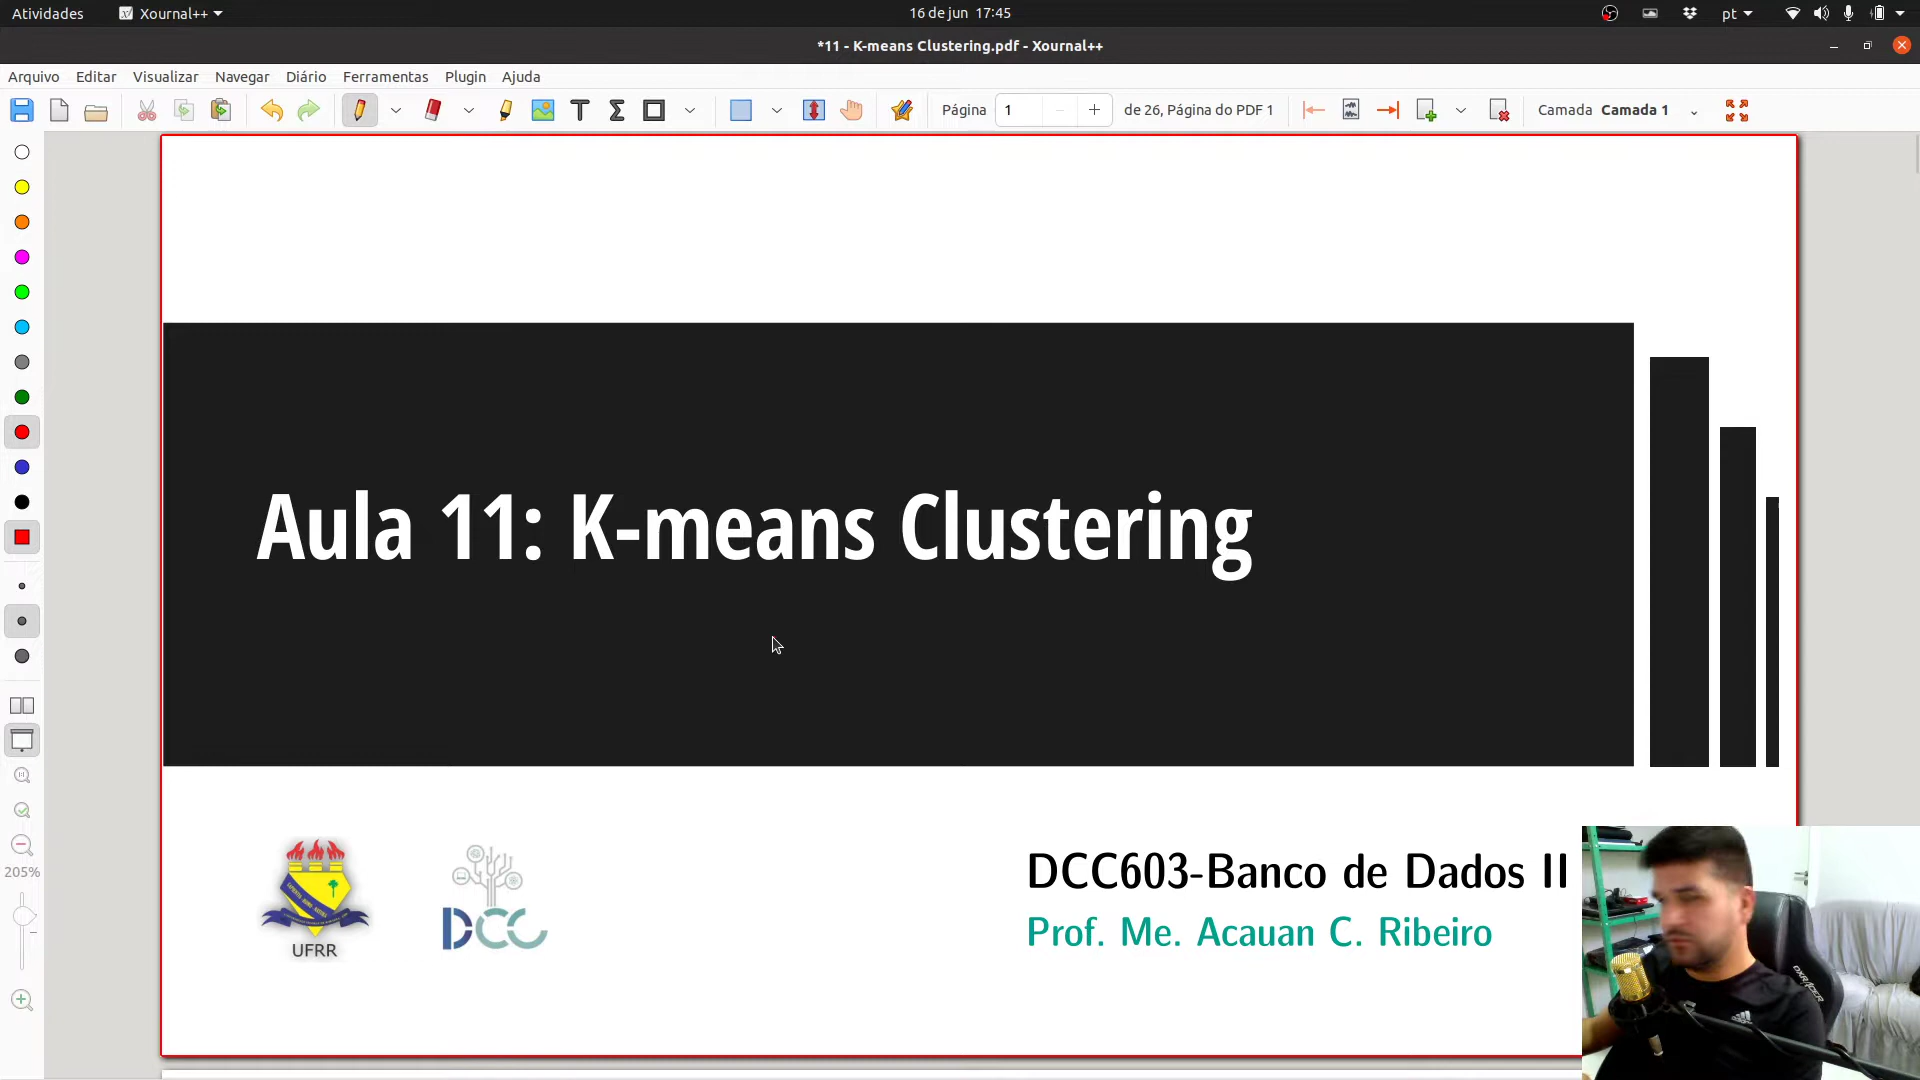 Atividades
Xournal++
16 de jun 17:45
pt
*11 - K-means Clustering.pdf - Xournal++
Arquivo Editar Visualizar Navegar Diário Ferramentas Plugin Ajuda
Página 1 de 26, Página do PDF 1
Camada Camada 1
205%
Aula 11: K-means Clustering
UFRR
DCC
DCC603-Banco de Dados II
Prof. Me. Acauan C. Ribeiro